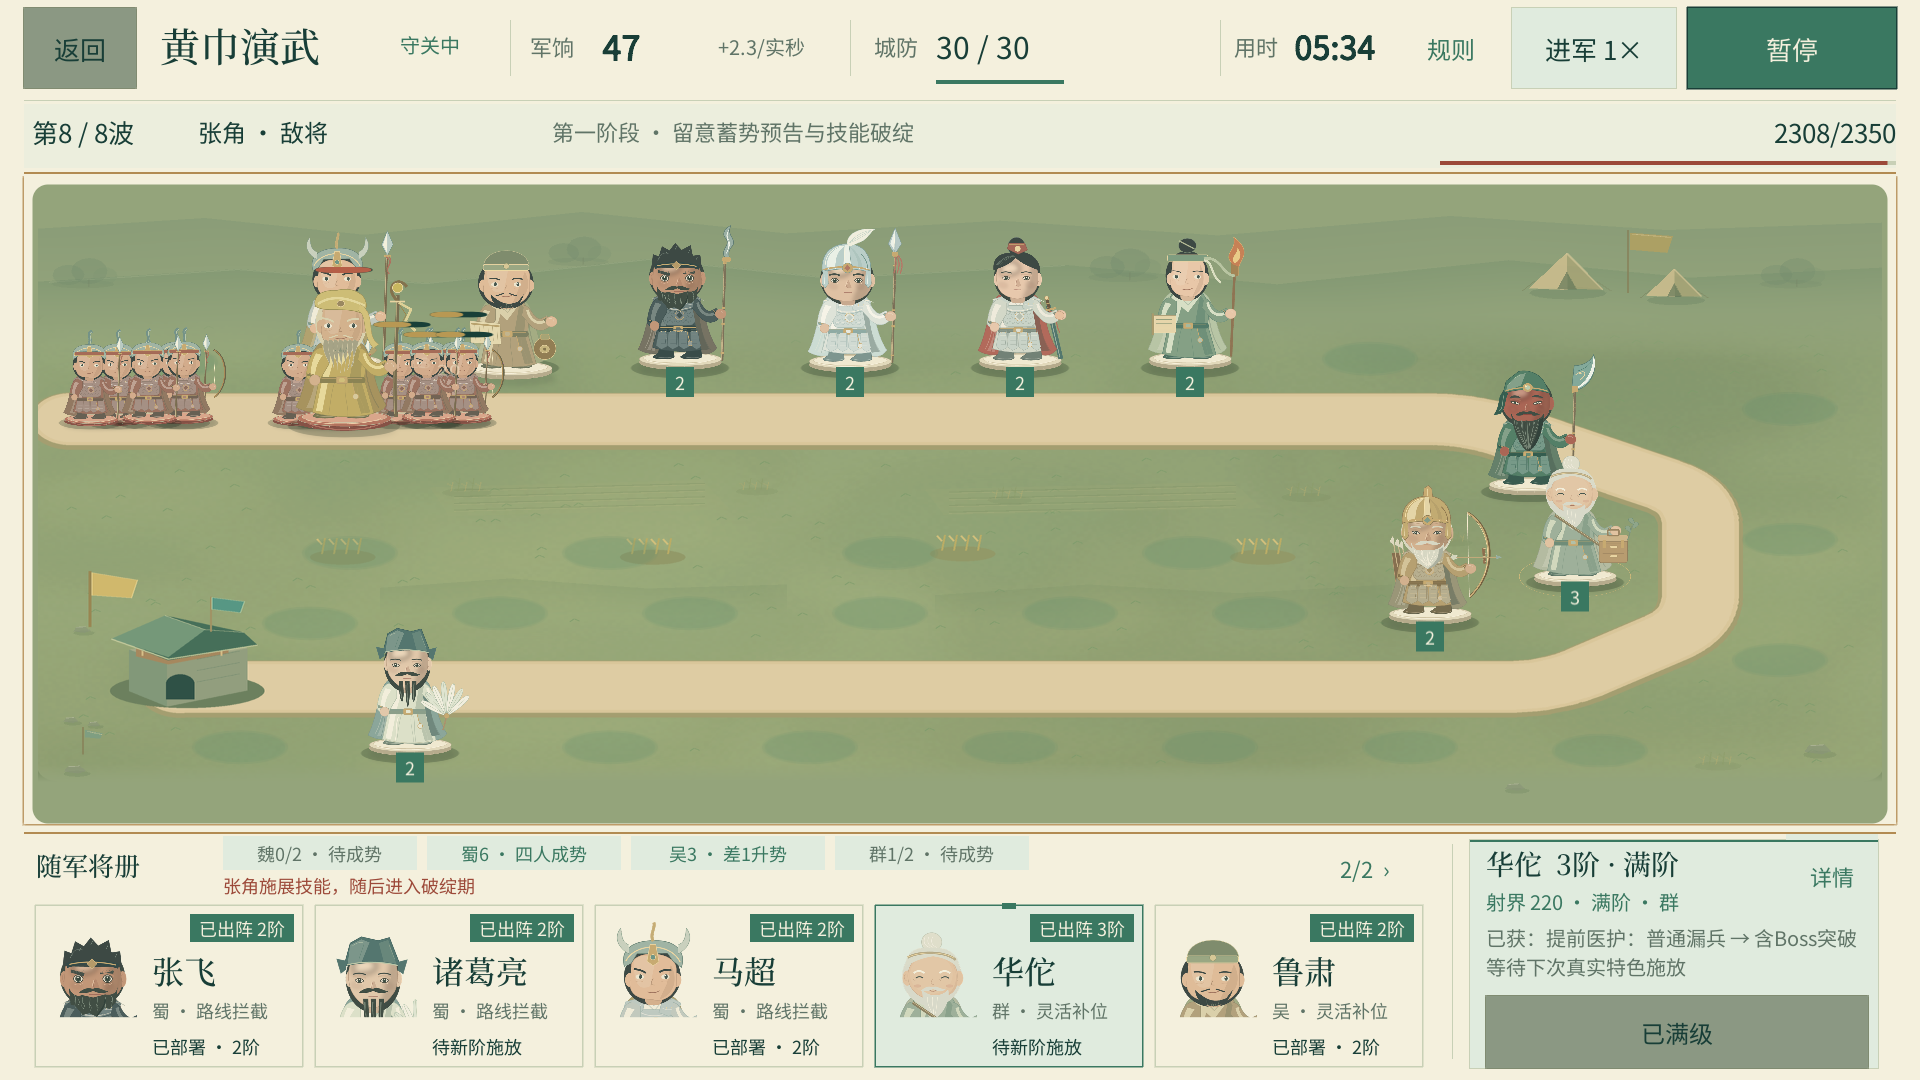 返回
黄巾演武
守关中
军饷 47
+2.3/实秒
城防 30 / 30
用时 05:34
规则
进军 1×
暂停
第8 / 8波
张角 · 敌将
第一阶段 · 留意蓄势预告与技能破绽
2308/2350
2
2
2
2
3
2
2
随军将册
魏0/2 · 待成势
蜀6 · 四人成势
吴3 · 差1升势
群1/2 · 待成势
张角施展技能，随后进入破绽期
2/2 ›
已出阵 2阶
张飞
蜀 · 路线拦截
已部署 · 2阶
已出阵 2阶
诸葛亮
蜀 · 路线拦截
待新阶施放
已出阵 2阶
马超
蜀 · 路线拦截
已部署 · 2阶
已出阵 3阶
华佗
群 · 灵活补位
待新阶施放
已出阵 2阶
鲁肃
吴 · 灵活补位
已部署 · 2阶
华佗 3阶 · 满阶
详情
射界 220 · 满阶 · 群
已获：提前医护：普通漏兵→含Boss突破
等待下次真实特色施放
已满级